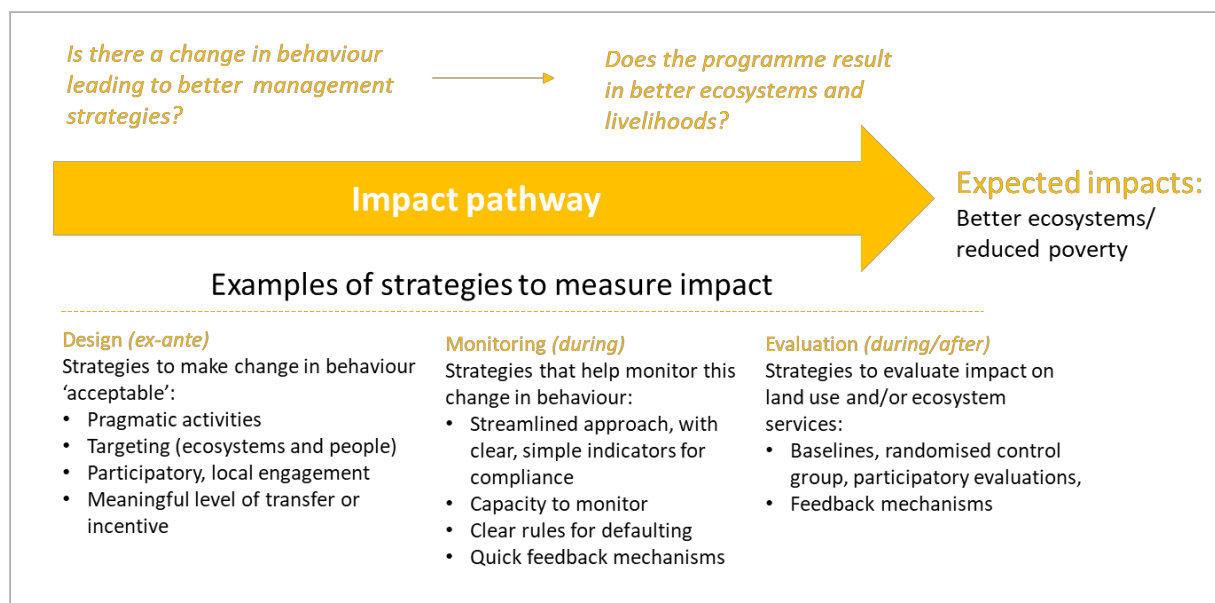 Is there a change in behaviour
leading to better management
strategies?
Does the programme result
in better ecosystems and
livelihoods?
Impact pathway
Expected impacts:
Better ecosystems/
reduced poverty
Examples of strategies to measure impact
Design (ex-ante)
Strategies to make change in behaviour
‘acceptable’:
• Pragmatic activities
• Targeting (ecosystems and people)
• Participatory, local engagement
• Meaningful level of transfer or
incentive
Monitoring (during)
Strategies that help monitor this
change in behaviour:
• Streamlined approach, with
clear, simple indicators for
compliance
• Capacity to monitor
• Clear rules for defaulting
• Quick feedback mechanisms
Evaluation (during/after)
Strategies to evaluate impact on
land use and/or ecosystem
services:
• Baselines, randomised control
group, participatory evaluations,
• Feedback mechanisms